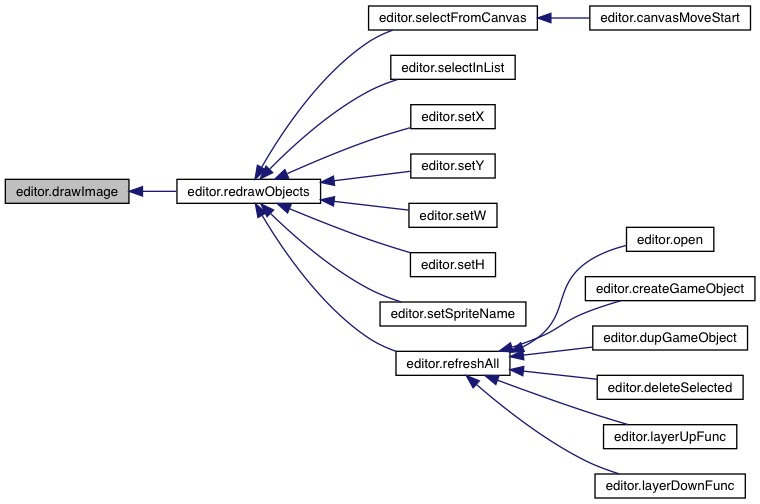 editor.selectFromCanvas
editor.canvasMoveStart
editor.selectInList
editor.setX
editor.setY
editor.drawImage
editor.redrawObjects
editor.setW
editor.open
editor.setH
editor.createGameObject
editor.setSpriteName
editor.dupGameObject
editor.refreshAll
editor.deleteSelected
editor.layerUpFunc
editor.layerDownFunc